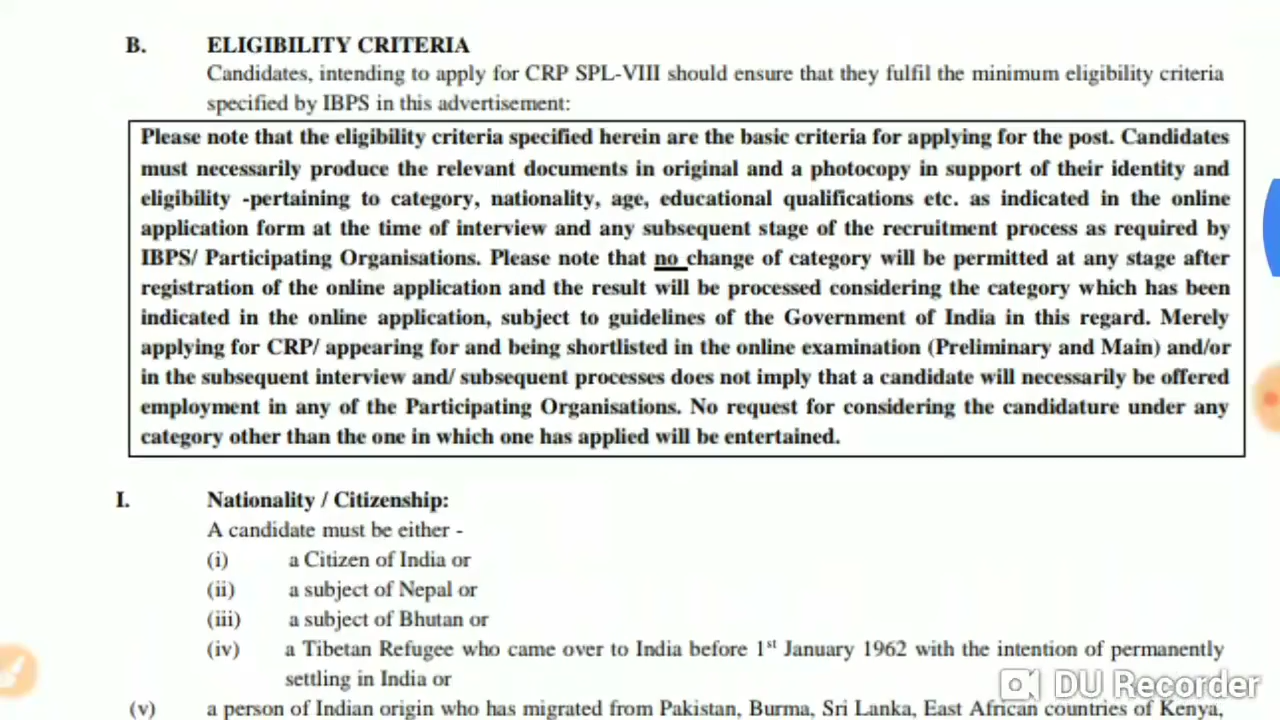 B. ELIGIBILITY CRITERIA
Candidates, intending to apply for CRP SPL-VIII should ensure that they fulfil the minimum eligibility criteria
specified by IBPS in this advertisement:
Please note that the eligibility criteria specified herein are the basic criteria for applying for the post. Candidates
must necessarily produce the relevant documents in original and a photocopy in support of their identity and
eligibility -pertaining to category, nationality, age, educational qualifications etc. as indicated in the online
application form at the time of interview and any subsequent stage of the recruitment process as required by
IBPS/ Participating Organisations. Please note that no change of category will be permitted at any stage after
registration of the online application and the result will be processed considering the category which has been
indicated in the online application, subject to guidelines of the Government of India in this regard. Merely
applying for CRP/ appearing for and being shortlisted in the online examination (Preliminary and Main) and/or
in the subsequent interview and/ subsequent processes does not imply that a candidate will necessarily be offered
employment in any of the Participating Organisations. No request for considering the candidature under any
category other than the one in which one has applied will be entertained.
I. Nationality / Citizenship:
A candidate must be either -
(i) a Citizen of India or
(ii) a subject of Nepal or
(iii) a subject of Bhutan or
(iv) a Tibetan Refugee who came over to India before 1st January 1962 with the intention of permanently
settling in India or
(v) a person of Indian origin who has migrated from Pakistan, Burma, Sri Lanka, East African countries of Kenya,
DU Recorder